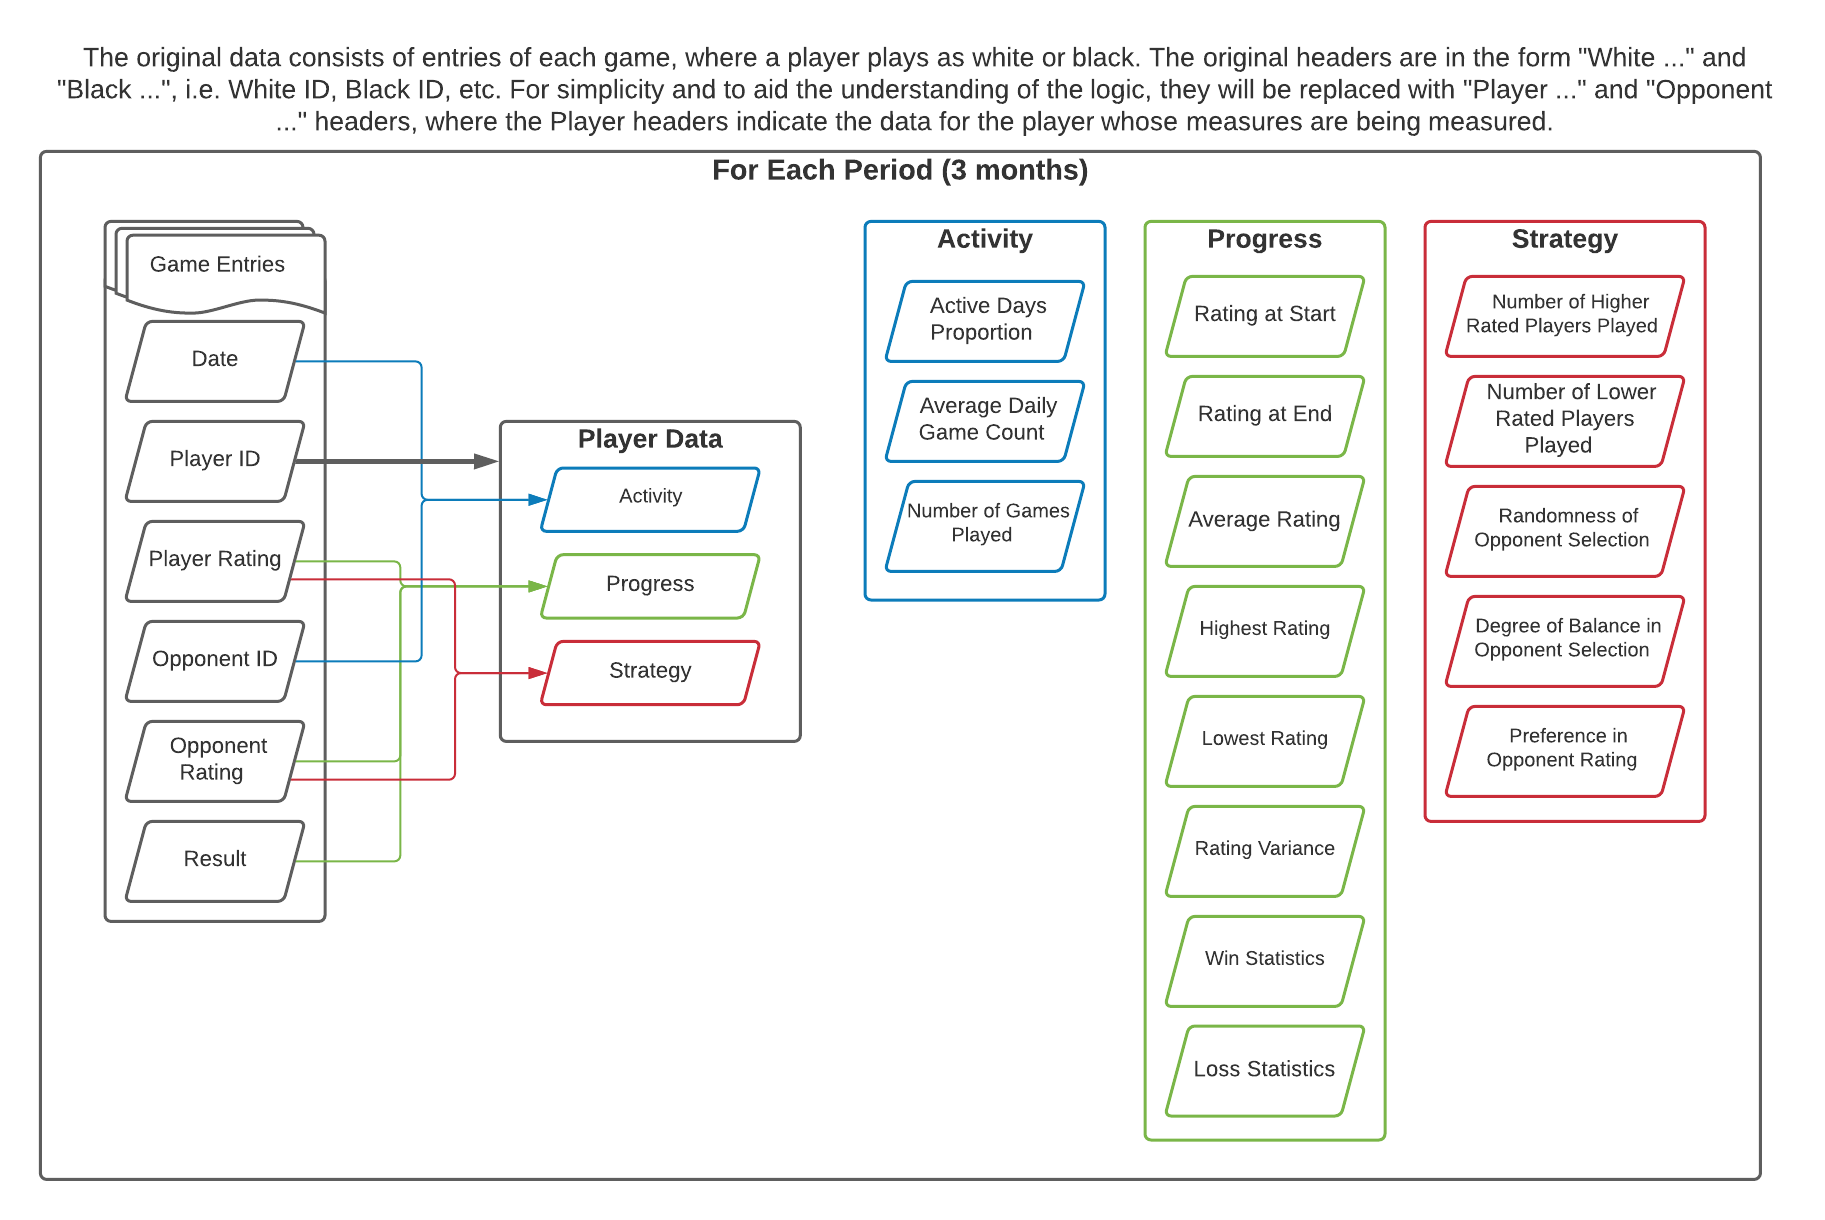 The original data consists of entries of each game, where a player plays as white or black. The original headers are in the form "White ..." and
"Black ...", i.e. White ID, Black ID, etc. For simplicity and to aid the understanding of the logic, they will be replaced with "Player ..." and "Opponent
..." headers, where the Player headers indicate the data for the player whose measures are being measured.
For Each Period (3 months)
Game Entries
Date
Player ID
Player Rating
Opponent ID
Opponent
Rating
Result
Player Data
Activity
Progress
Strategy
Activity
Active Days
Proportion
Average Daily
Game Count
Number of Games
Played
Progress
Rating at Start
Rating at End
Average Rating
Highest Rating
Lowest Rating
Rating Variance
Win Statistics
Loss Statistics
Strategy
Number of Higher
Rated Players Played
Number of Lower
Rated Players
Played
Randomness of
Opponent Selection
Degree of Balance in
Opponent Selection
Preference in
Opponent Rating